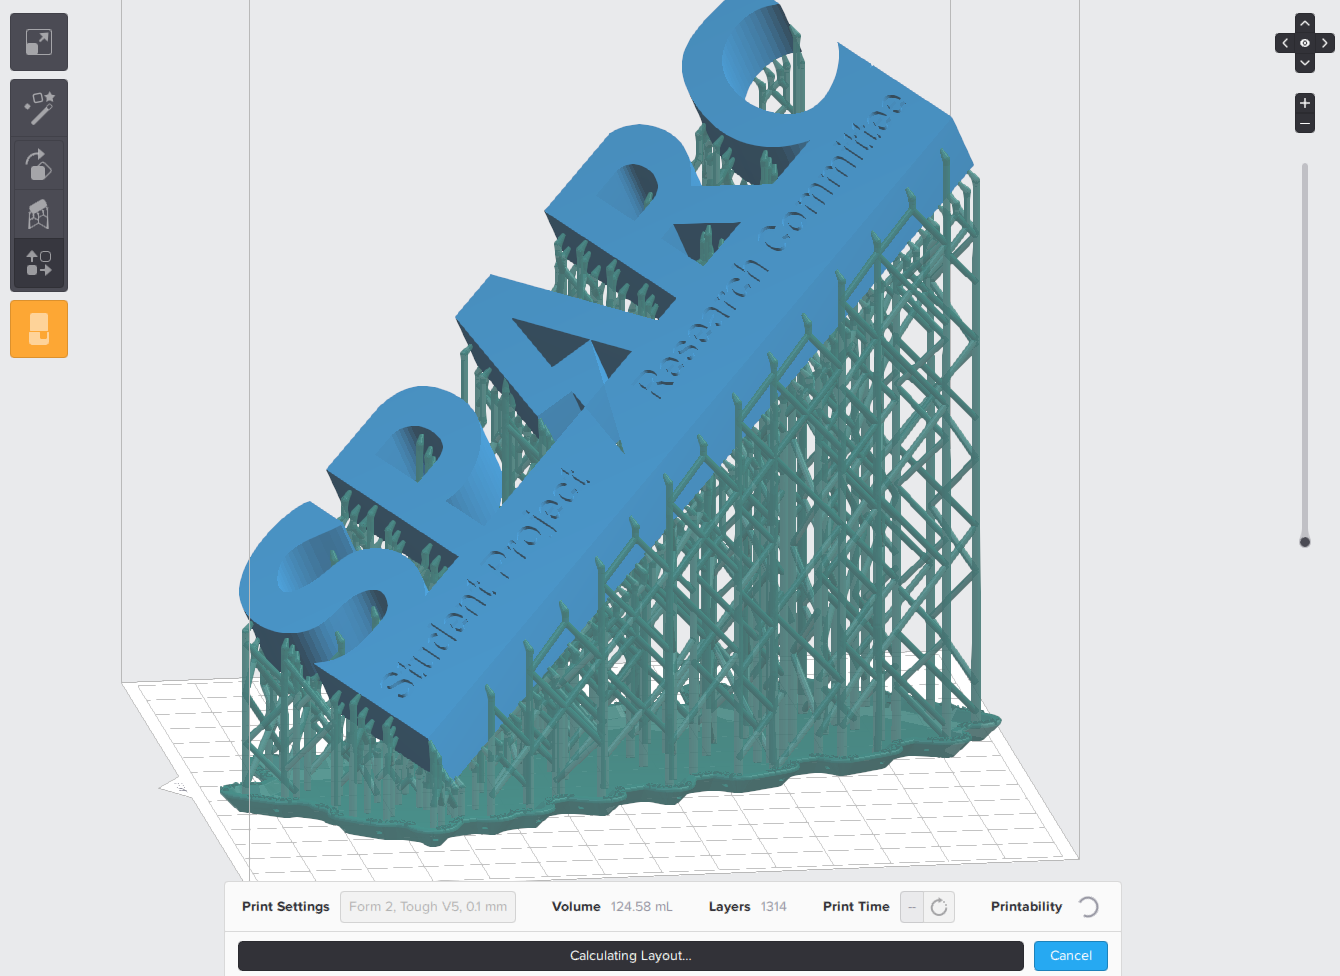 SPARC
Student project Research Committee
Print Settings Form 2, Tough V5, 0.1 mm Volume 124.58 mL Layers 1314 Print Time -- Printability
Calculating Layout... Cancel